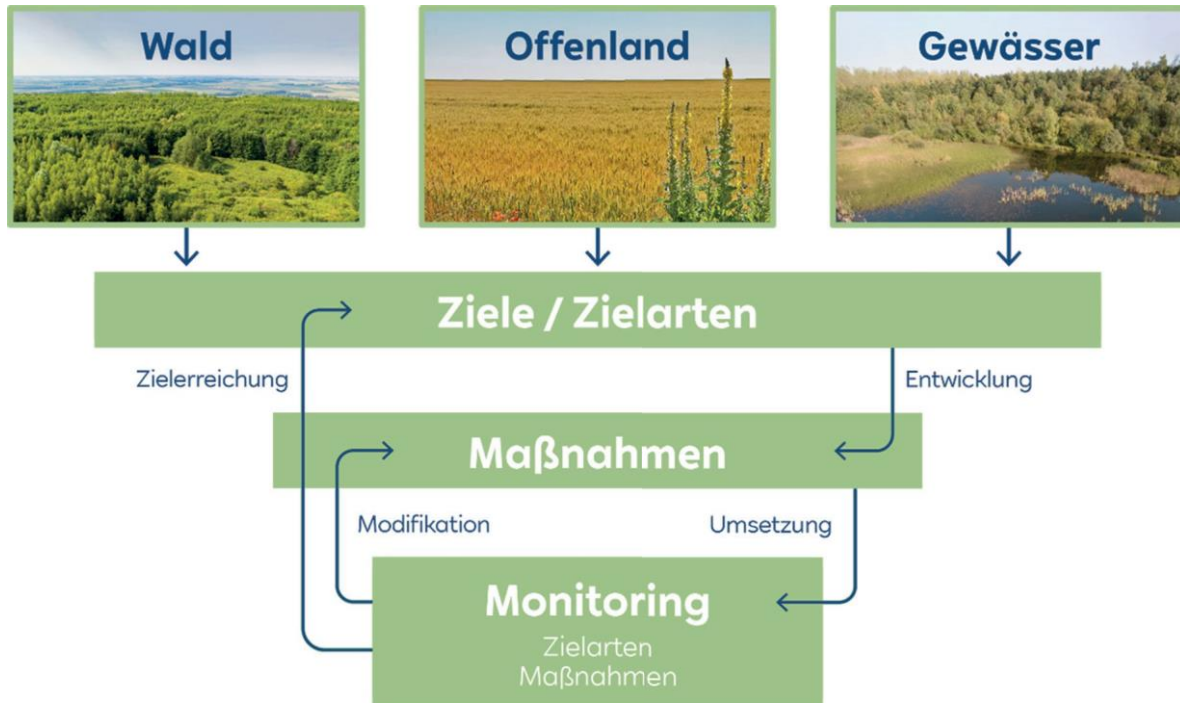 Wald
Offenland
Gewässer
Ziele / Zielarten
Zielerreichung
Entwicklung
Maßnahmen
Modifikation
Umsetzung
Monitoring
Zielarten
Maßnahmen